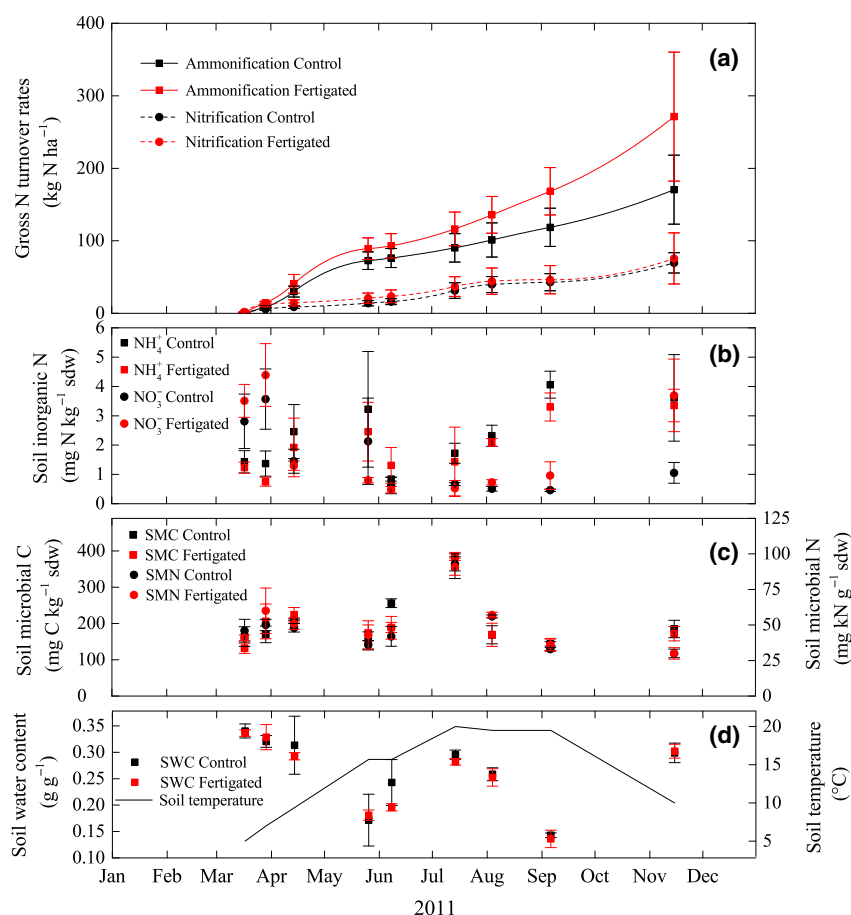 (a)
Gross N turnover rates
(kg N ha⁻¹)
400
300
200
100
0
Ammonification Control
Ammonification Fertigated
Nitrification Control
Nitrification Fertigated
(b)
Soil inorganic N
(mg N kg⁻¹ sdw)
6
5
4
3
2
1
0
NH₄⁺ Control
NH₄⁺ Fertigated
NO₃⁻ Control
NO₃⁻ Fertigated
(c)
Soil microbial C
(mg C kg⁻¹ sdw)
400
300
200
100
0
SMC Control
SMC Fertigated
SMN Control
SMN Fertigated
125
100
75
50
25
0
Soil microbial N
(mg kN g⁻¹ sdw)
(d)
Soil water content
(g g⁻¹)
0.35
0.30
0.25
0.20
0.15
0.10
SWC Control
SWC Fertigated
Soil temperature
20
15
10
5
Soil temperature
(°C)
Jan Feb Mar Apr May Jun Jul Aug Sep Oct Nov Dec
2011